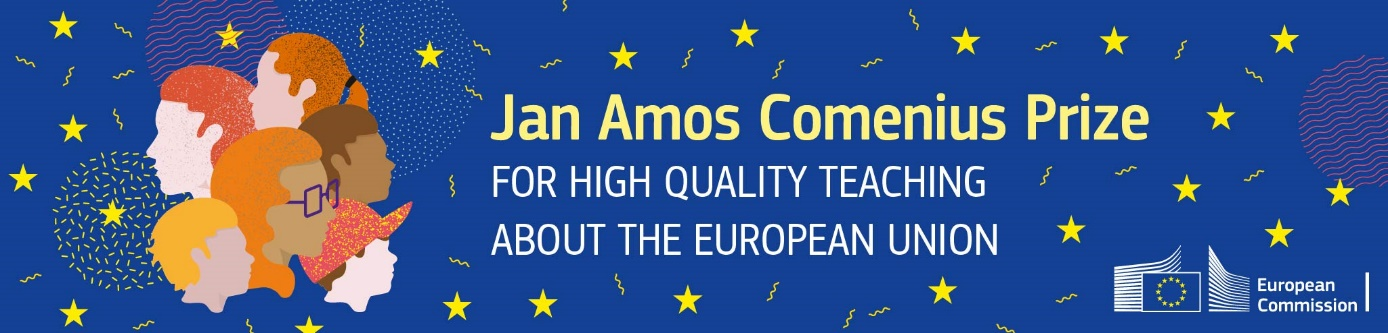 Jan Amos Comenius Prize
FOR HIGH QUALITY TEACHING
ABOUT THE EUROPEAN UNION
European
Commission